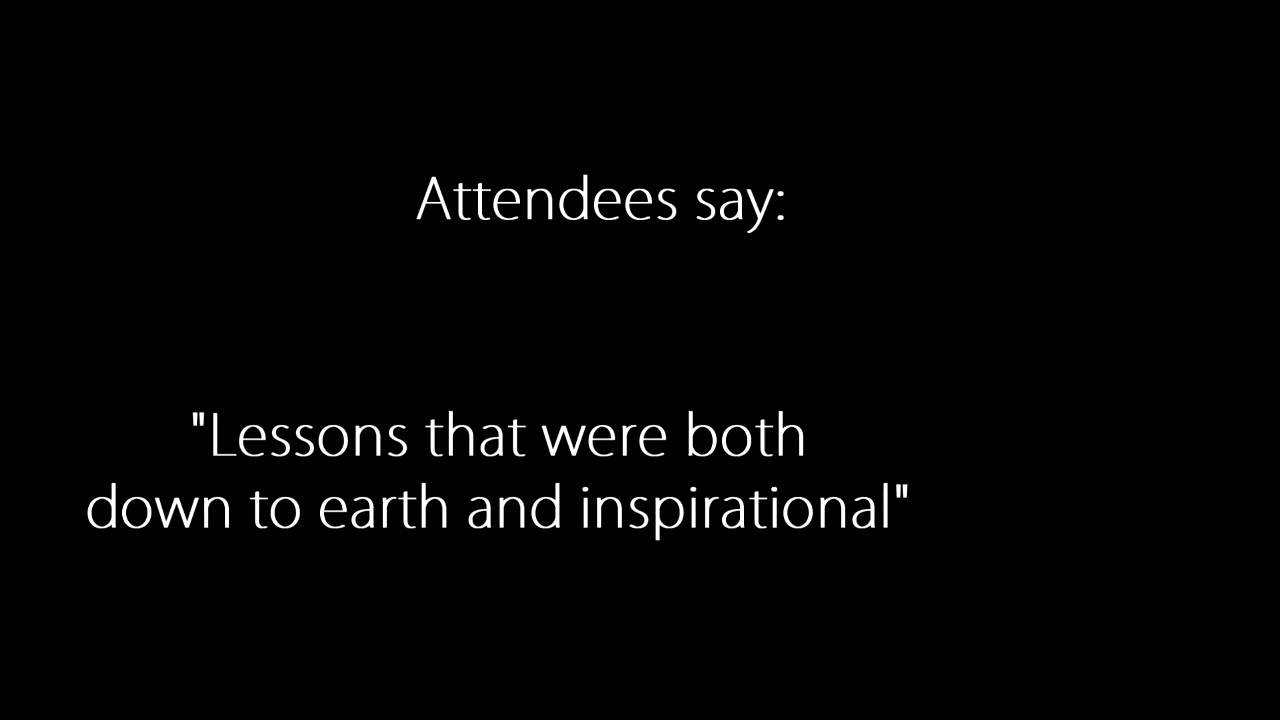 Attendees say:
"Lessons that were both
down to earth and inspirational"